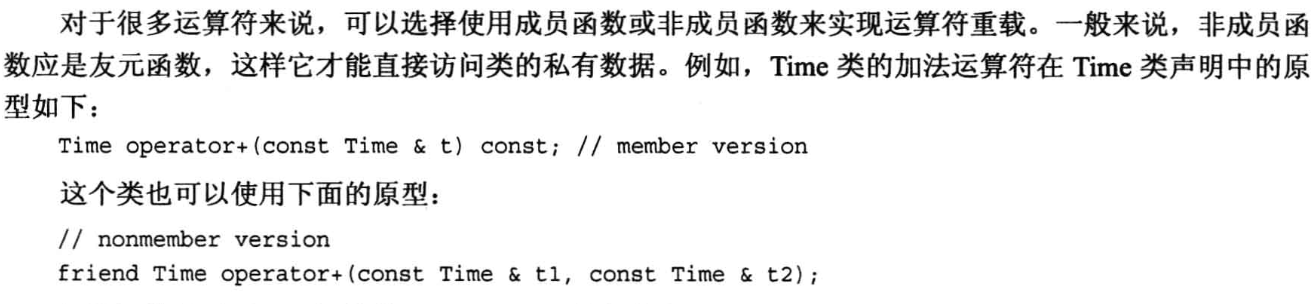 对于很多运算符来说，可以选择使用成员函数或非成员函数来实现运算符重载。一般来说，非成员函
数应是友元函数，这样它才能直接访问类的私有数据。例如，Time 类的加法运算符在 Time 类声明中的原
型如下：
Time operator+(const Time & t) const; // member version
这个类也可以使用下面的原型：
// nonmember version
friend Time operator+(const Time & t1, const Time & t2);